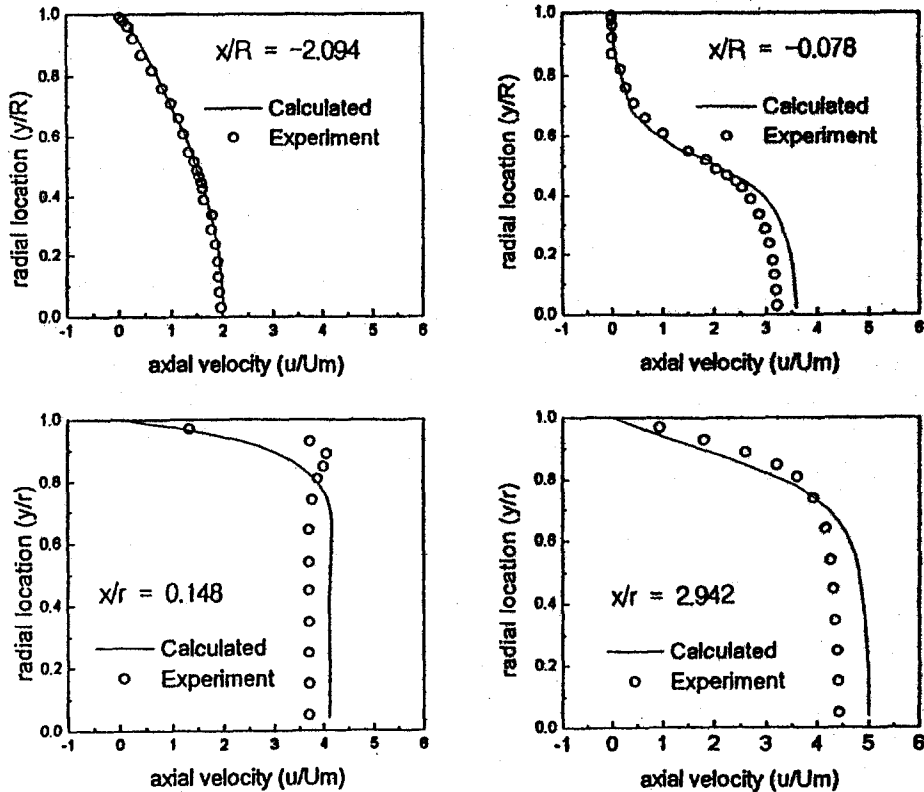 radial location (y/R)
1.0
0.8
0.6
0.4
0.2
0.0
x/R = −2.094
Calculated
Experiment
-1 0 1 2 3 4 5 6
axial velocity (u/Um)
radial location (y/R)
1.0
0.8
0.6
0.4
0.2
0.0
x/R = −0.078
Calculated
Experiment
-1 0 1 2 3 4 5 6
axial velocity (u/Um)
radial location (y/r)
1.0
0.8
0.6
0.4
0.2
0.0
x/r = 0.148
Calculated
Experiment
-1 0 1 2 3 4 5 6
axial velocity (u/Um)
radial location (y/r)
1.0
0.8
0.6
0.4
0.2
0.0
x/r = 2.942
Calculated
Experiment
-1 0 1 2 3 4 5 6
axial velocity (u/Um)